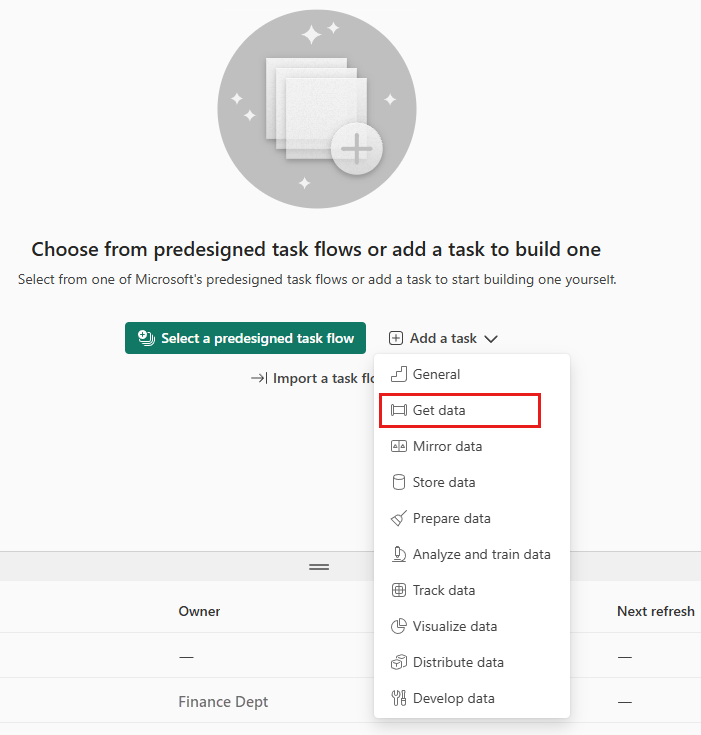 Choose from predesigned task flows or add a task to build one
Select from one of Microsoft's predesigned task flows or add a task to start building one yourself.
Select a predesigned task flow
Add a task
Import a task flo
General
Get data
Mirror data
Store data
Prepare data
Analyze and train data
Track data
Visualize data
Distribute data
Develop data
Owner
Next refresh
—
—
Finance Dept
—